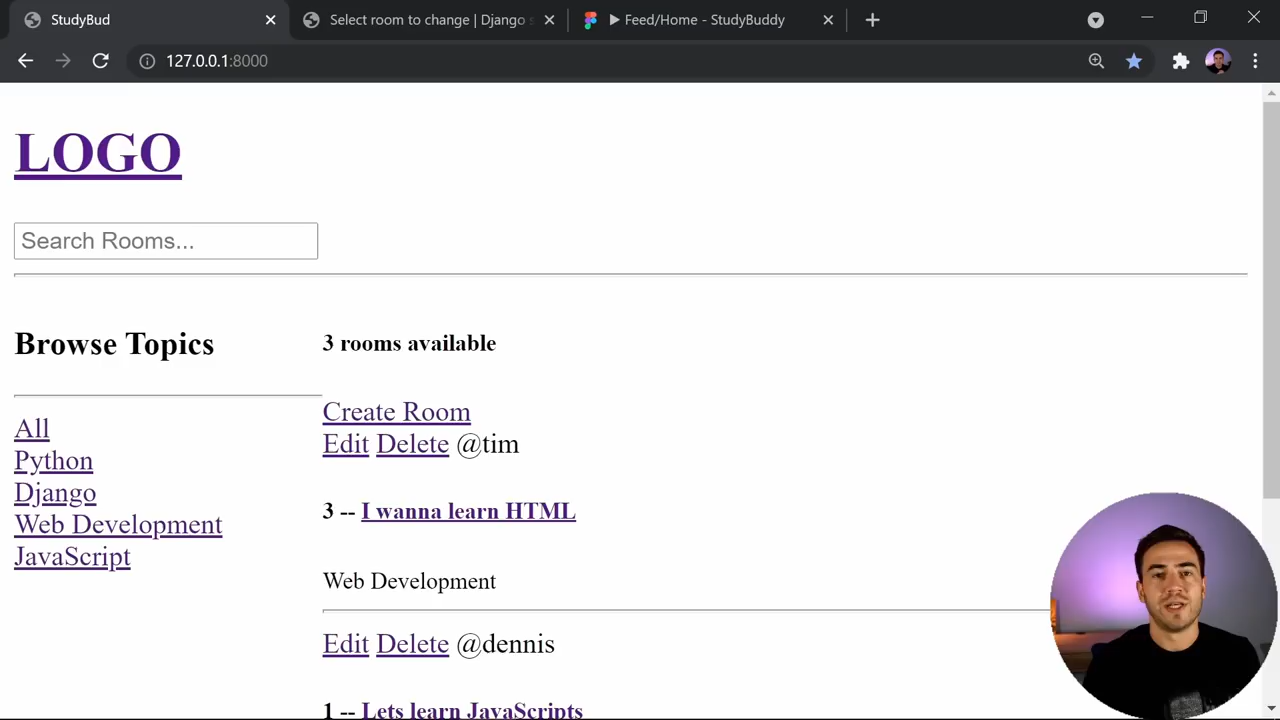 StudyBud
Select room to change | Django s
Feed/Home - StudyBuddy
127.0.0.1:8000
LOGO
Search Rooms...
Browse Topics
All
Python
Django
Web Development
JavaScript
3 rooms available
Create Room
Edit Delete @tim
3 -- I wanna learn HTML
Web Development
Edit Delete @dennis
1 -- Lets learn JavaScripts